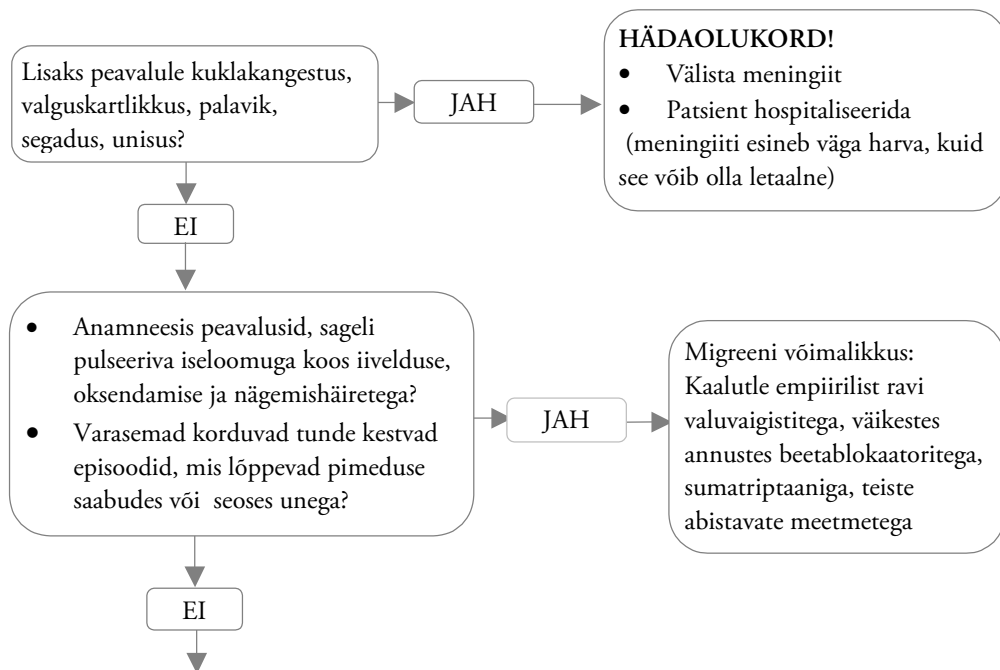 Lisaks peavalule kuklakangestus,
valguskartlikkus, palavik,
segadus, unisus?
JAH
HÄDAOLUKORD!
• Välista meningiit
• Patsient hospitaliseerida
(meningiiti esineb väga harva, kuid
see võib olla letaalne)
EI
• Anamneesis peavalusid, sageli
pulseeriva iseloomuga koos iivelduse,
oksendamise ja nägemishäiretega?
• Varasemad korduvad tunde kestvad
episoodid, mis lõppevad pimeduse
saabudes või seoses unega?
JAH
Migreeni võimalikkus:
Kaalutle empiirilist ravi
valuvaigistitega, väikestes
annustes beetablokaatoritega,
sumatriptaaniga, teiste
abistavate meetmetega
EI